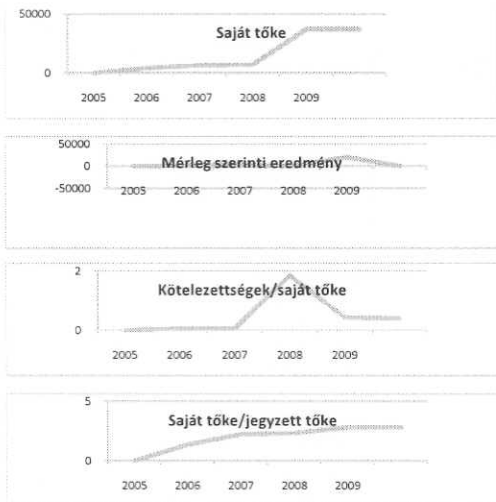 50000
Saját tőke
0
2005 2006 2007 2008 2009
50000
0
Mérleg szerinti eredmény
-50000
2005 2006 2007 2008 2009
2
Kötelezettségek/saját tőke
0
2005 2006 2007 2008 2009
5
Saját tőke/jegyzett tőke
0
2005 2006 2007 2008 2009